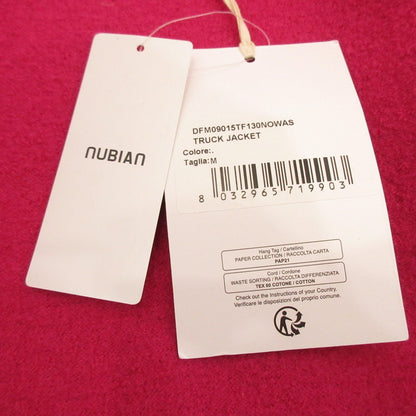 NUBIAN
DFM09015TF130NOWAS
TRUCK JACKET
Colore:.
Taglia:M
8 032965 719903
Hang Tag / Cartellino
PAPER COLLECTION / RACCOLTA CARTA
PAP21
Cord / Cordone
WASTE SORTING / RACCOLTA DIFFERENZIATA
TEX 60 COTONE / COTTON
Check out the Instructions of your Country.
Verificare la disposizioni del proprio comune.